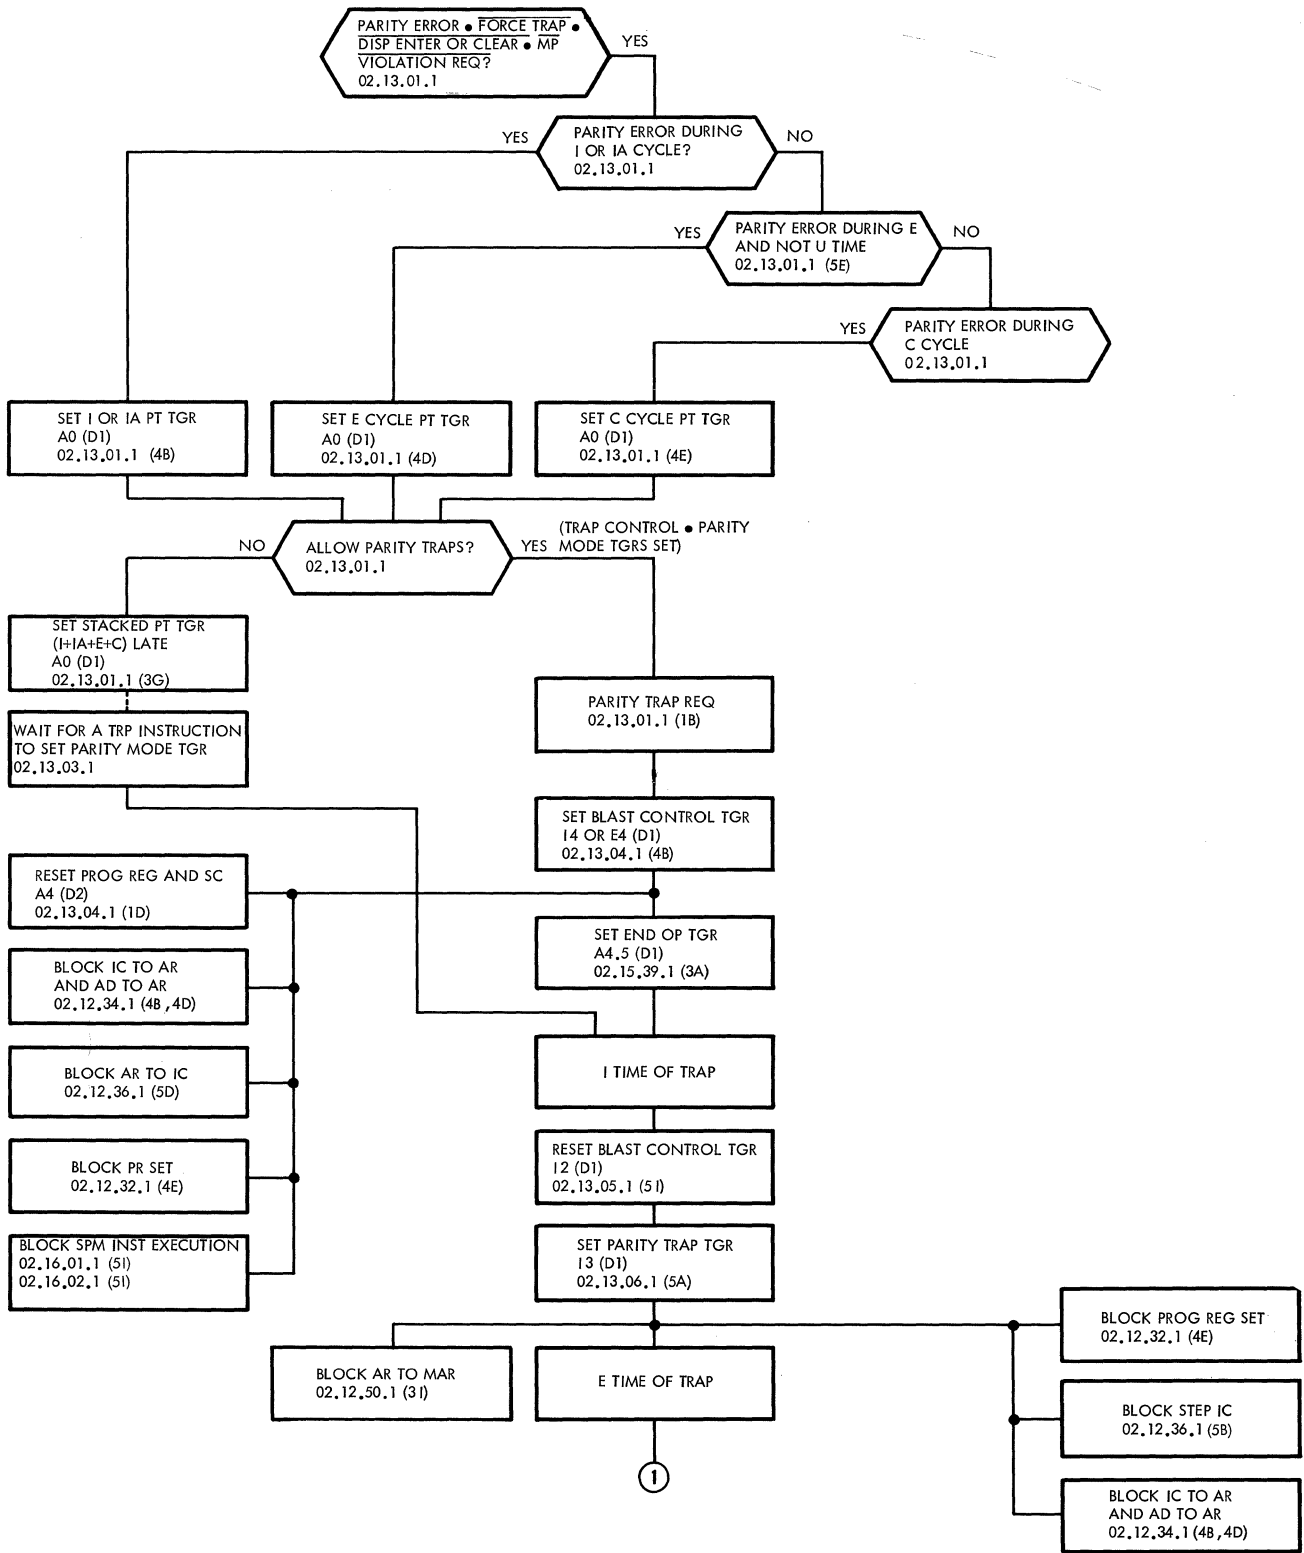 PARITY ERROR ● FORCE TRAP ●
DISP ENTER OR CLEAR ● MP
VIOLATION REQ?
02.13.01.1
YES
PARITY ERROR DURING
I OR IA CYCLE?
02.13.01.1
YES
NO
PARITY ERROR DURING E
AND NOT U TIME
02.13.01.1 (5E)
YES
NO
PARITY ERROR DURING
C CYCLE
02.13.01.1
YES
SET I OR IA PT TGR
A0 (D1)
02.13.01.1 (4B)
SET E CYCLE PT TGR
A0 (D1)
02.13.01.1 (4D)
SET C CYCLE PT TGR
A0 (D1)
02.13.01.1 (4E)
ALLOW PARITY TRAPS?
02.13.01.1
NO
YES
(TRAP CONTROL ● PARITY
MODE TGRS SET)
SET STACKED PT TGR
(I+IA+E+C) LATE
A0 (D1)
02.13.01.1 (3G)
WAIT FOR A TRP INSTRUCTION
TO SET PARITY MODE TGR
02.13.03.1
PARITY TRAP REQ
02.13.01.1 (1B)
SET BLAST CONTROL TGR
I4 OR E4 (D1)
02.13.04.1 (4B)
RESET PROG REG AND SC
A4 (D2)
02.13.04.1 (1D)
SET END OP TGR
A4.5 (D1)
02.15.39.1 (3A)
BLOCK IC TO AR
AND AD TO AR
02.12.34.1 (4B,4D)
I TIME OF TRAP
BLOCK AR TO IC
02.12.36.1 (5D)
RESET BLAST CONTROL TGR
I2 (D1)
02.13.05.1 (5I)
BLOCK PR SET
02.12.32.1 (4E)
SET PARITY TRAP TGR
I3 (D1)
02.13.06.1 (5A)
BLOCK SPM INST EXECUTION
02.16.01.1 (5I)
02.16.02.1 (5I)
BLOCK AR TO MAR
02.12.50.1 (3I)
E TIME OF TRAP
BLOCK PROG REG SET
02.12.32.1 (4E)
BLOCK STEP IC
02.12.36.1 (5B)
BLOCK IC TO AR
AND AD TO AR
02.12.34.1 (4B,4D)
1